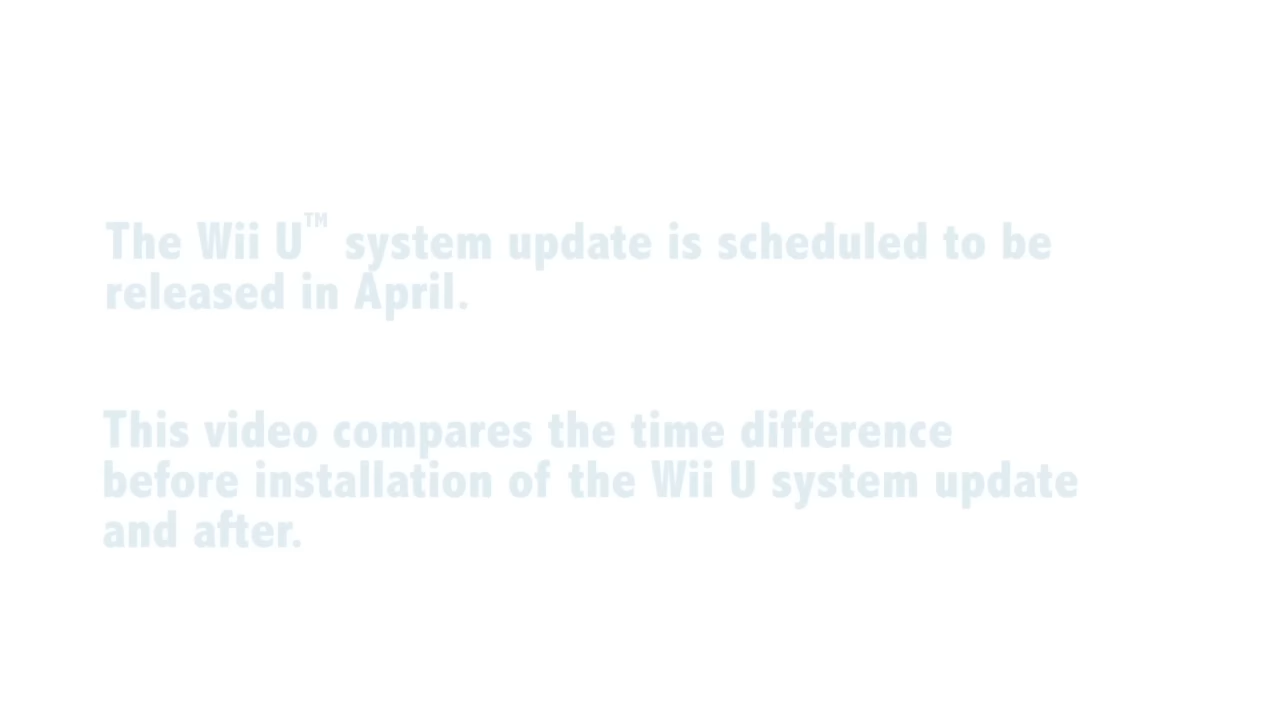 The Wii U™ system update is scheduled to be
released in April.
This video compares the time difference
before installation of the Wii U system update
and after.